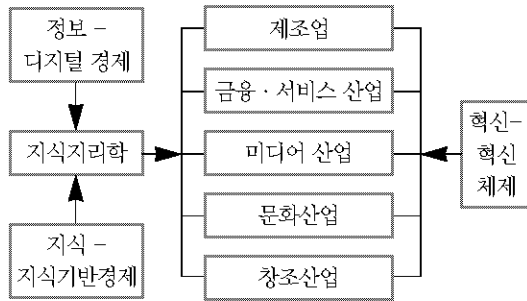 정보 –
디지털 경제
지식지리학
지식 –
지식기반경제
제조업
금융 · 서비스 산업
미디어 산업
문화산업
창조산업
혁신–
혁신
체제